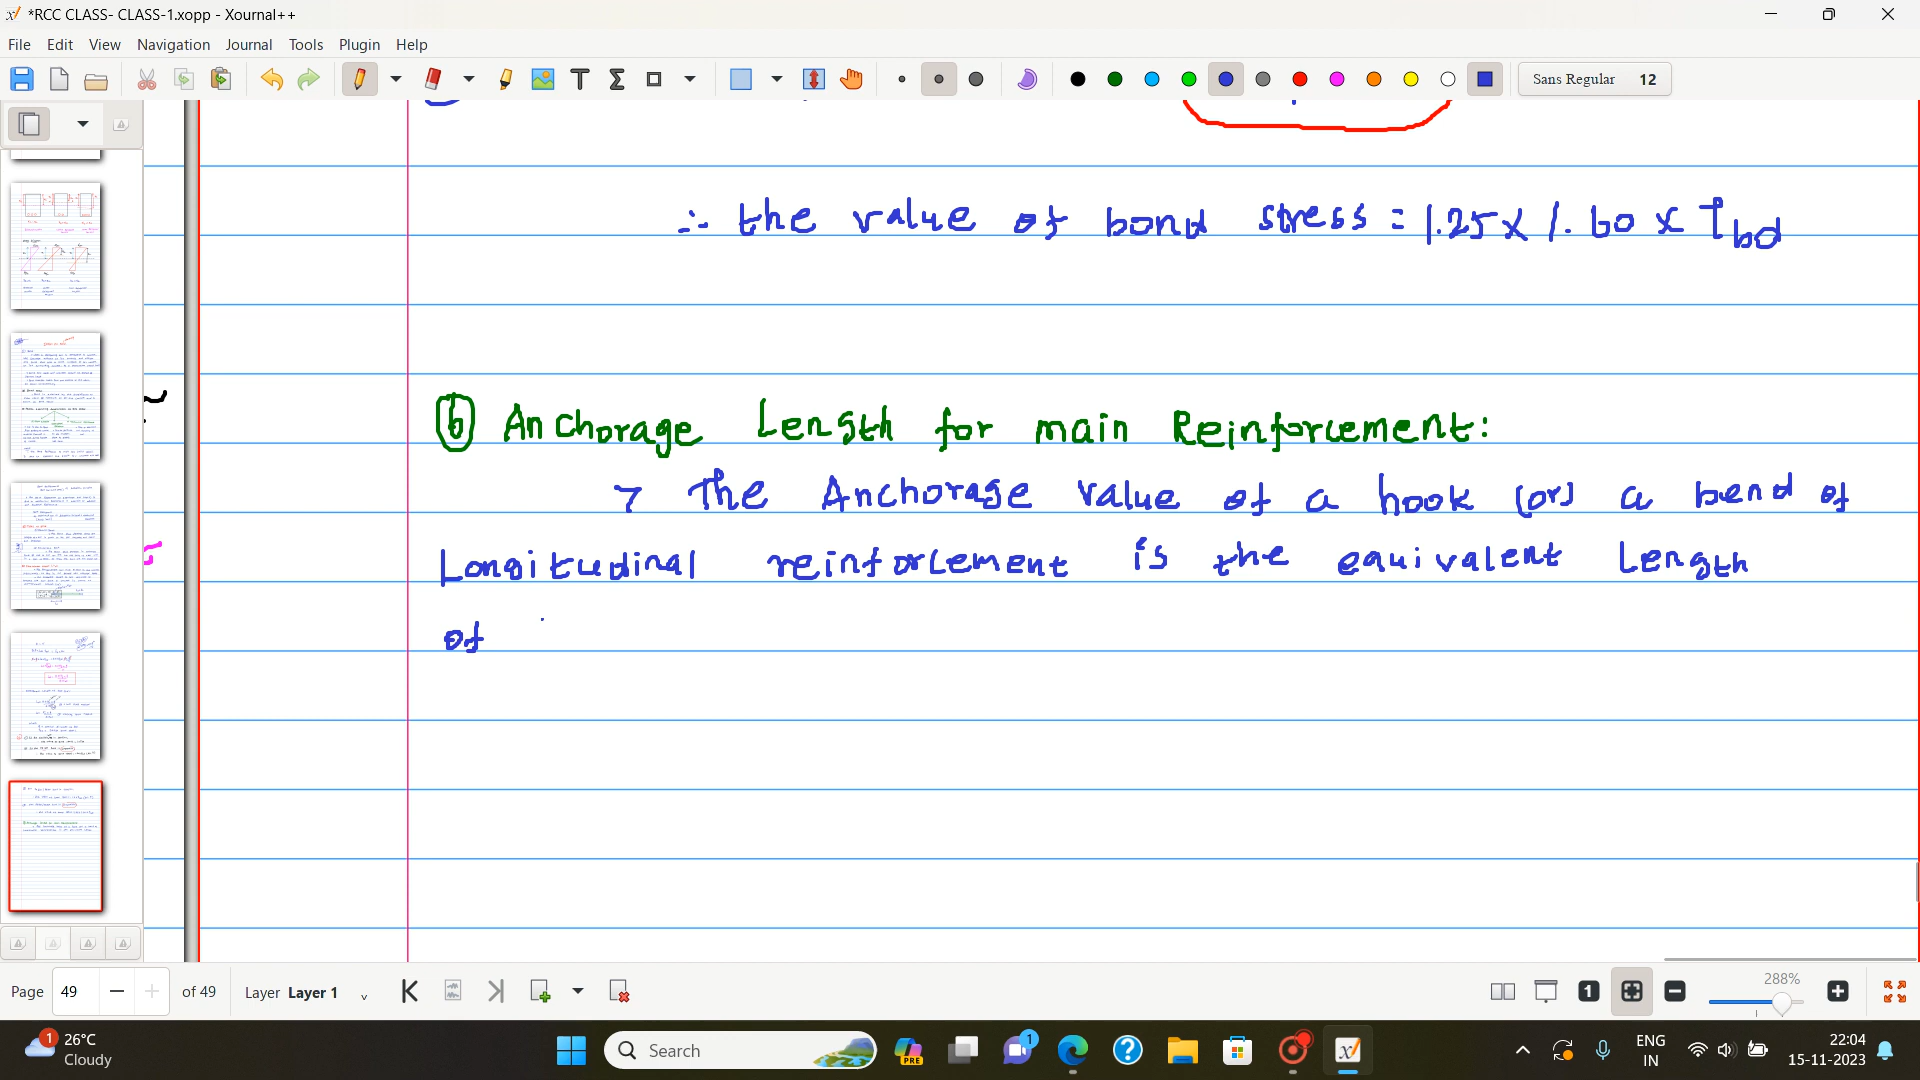 *RCC CLASS- CLASS-1.xopp - Xournal++
File Edit View Navigation Journal Tools Plugin Help
Sans Regular 12
∴ the value of bond stress = 1.25 x 1.60 x τbd
6 Anchorage Length for main Reinforcement:
> The Anchorage value of a hook (or) a bend of
Longitudinal reinforcement is the equivalent Length
of
Page 49 of 49 Layer Layer 1 288%
26°C
Cloudy
Search
PRE
ENG
IN
22:04
15-11-2023